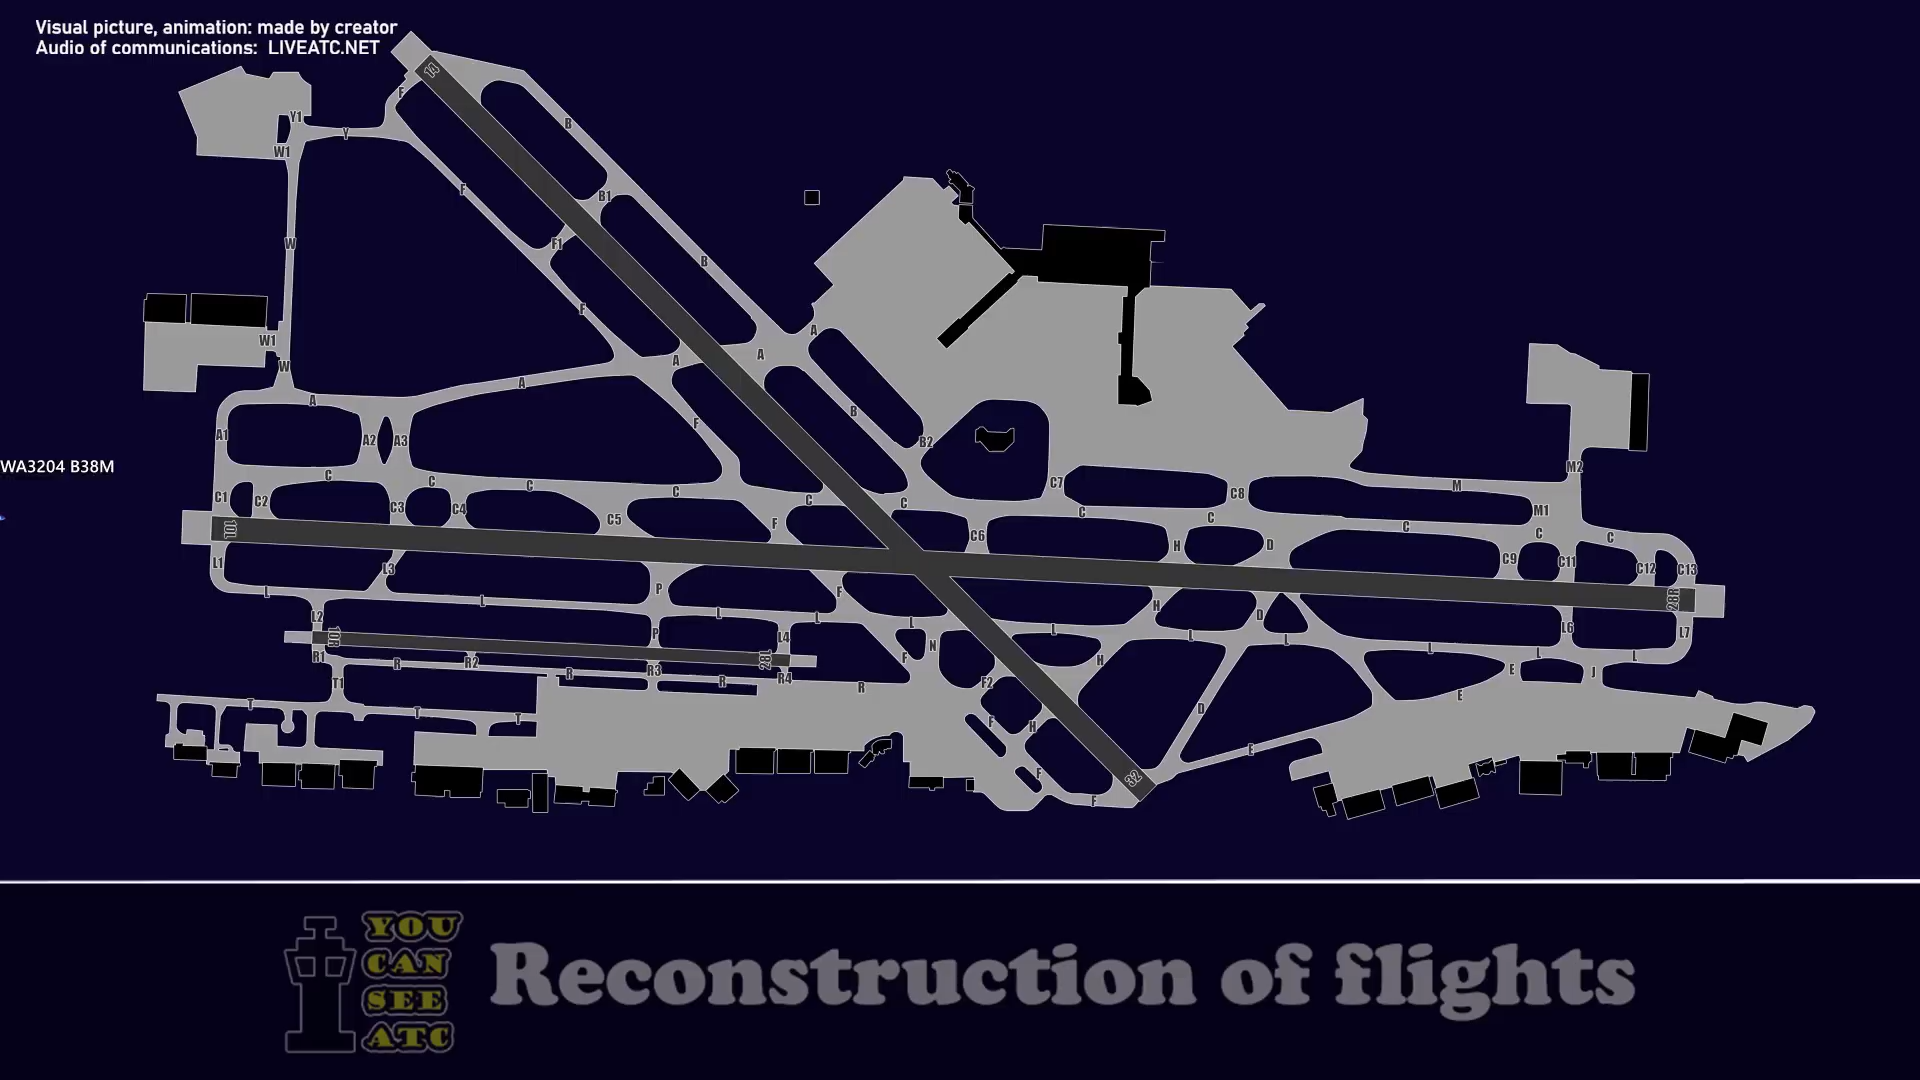 Visual picture, animation: made by creator
Audio of communications: LIVEATC.NET
14
F
B
Y1
Y
W1
F
B1
W
F1
B
F
A
W1
A
A
W
A
A
B
F
A1
A2
A3
B2
WA3204 B38M
M2
C
C
C
C
C7
M
C8
C1
C2
C3
C4
C5
C
C
C
C
C
M1
10L
F
C6
H
D
C
C
C9
C11
C12
C13
L1
L3
P
F
H
D
28R
L
L
L
L
L2
L
L
L
L6
L7
10R
P
L4
28L
N
F
H
L
L
L
R1
R
R2
R
R3
R
R4
R
E
J
T1
F2
E
T
T
T
F
H
D
E
F
32
F
YOU
CAN
SEE
ATC
Reconstruction of flights